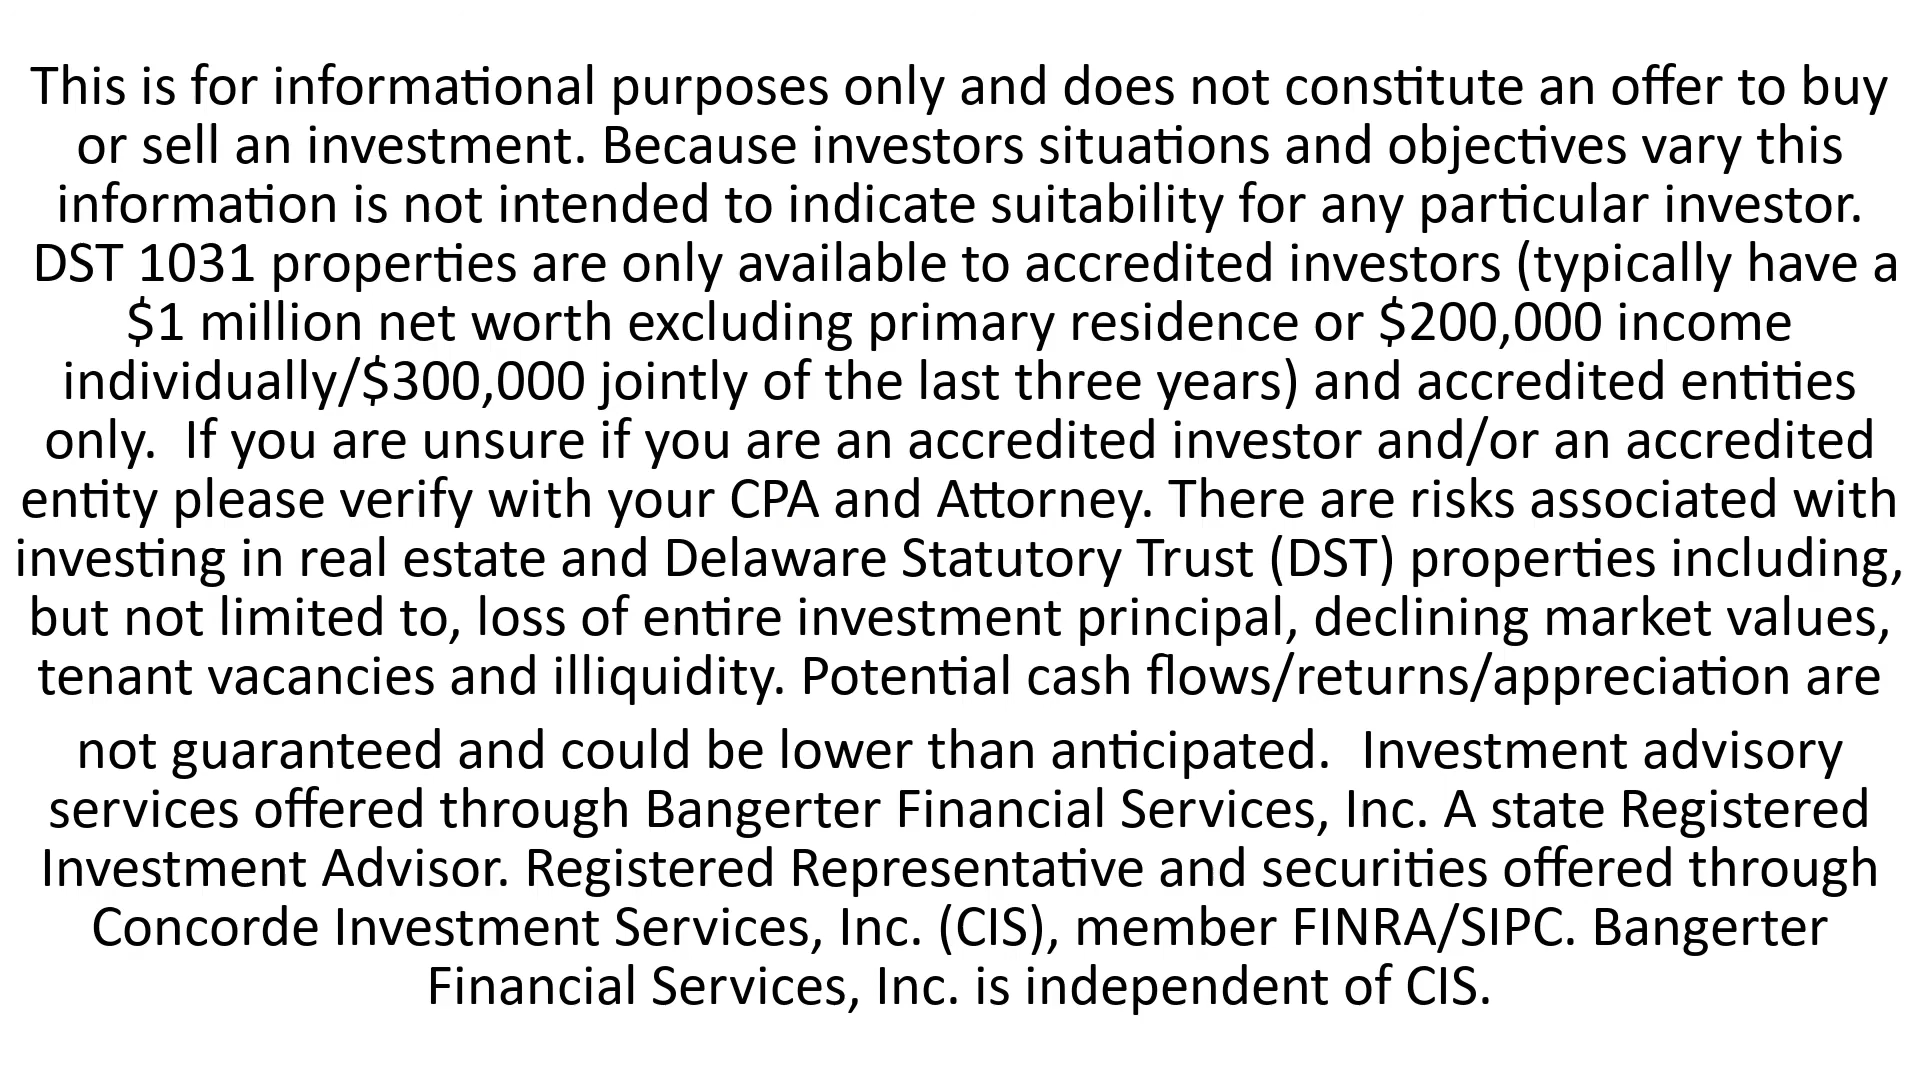 This is for informational purposes only and does not constitute an offer to buy
or sell an investment. Because investors situations and objectives vary this
information is not intended to indicate suitability for any particular investor.
DST 1031 properties are only available to accredited investors (typically have a
$1 million net worth excluding primary residence or $200,000 income
individually/$300,000 jointly of the last three years) and accredited entities
only.  If you are unsure if you are an accredited investor and/or an accredited
entity please verify with your CPA and Attorney. There are risks associated with
investing in real estate and Delaware Statutory Trust (DST) properties including,
but not limited to, loss of entire investment principal, declining market values,
tenant vacancies and illiquidity. Potential cash flows/returns/appreciation are
not guaranteed and could be lower than anticipated.  Investment advisory
services offered through Bangerter Financial Services, Inc. A state Registered
Investment Advisor. Registered Representative and securities offered through
Concorde Investment Services, Inc. (CIS), member FINRA/SIPC. Bangerter
Financial Services, Inc. is independent of CIS.